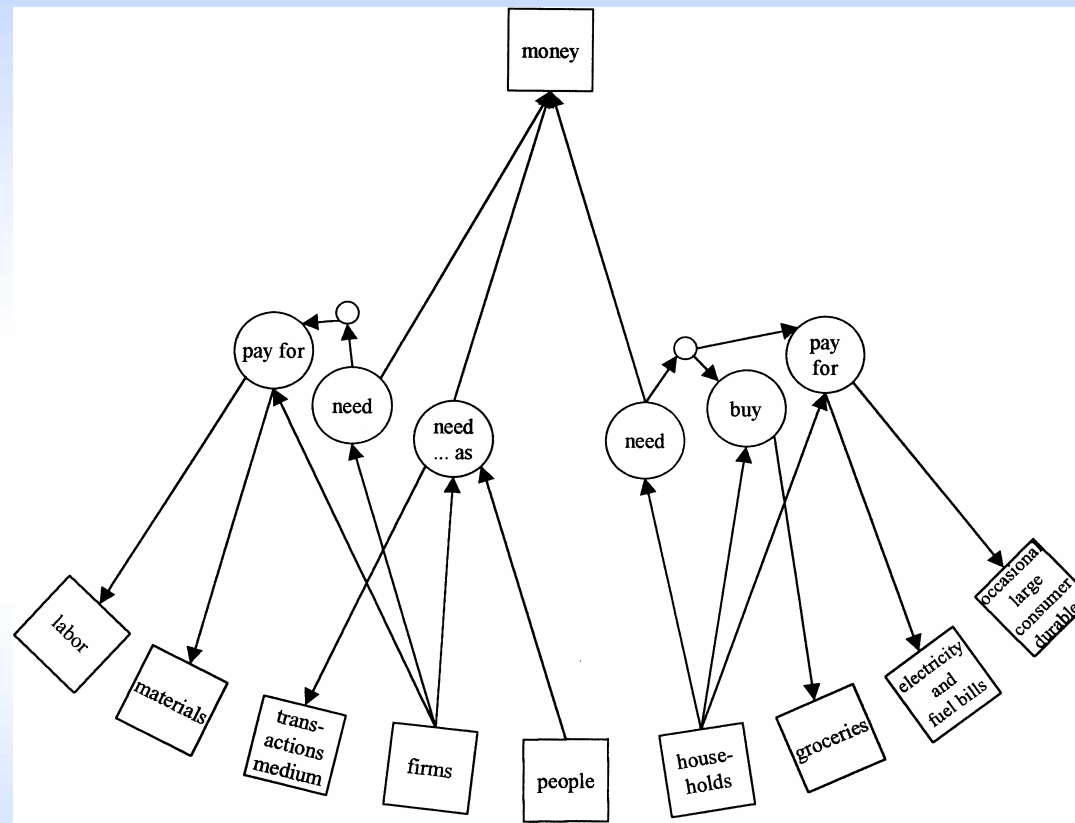 money
pay for
need
need
... as
need
buy
pay
for
labor
materials
trans-
actions
medium
firms
people
house-
holds
groceries
electricity
and
fuel bills
occasional
large
consumer
durable